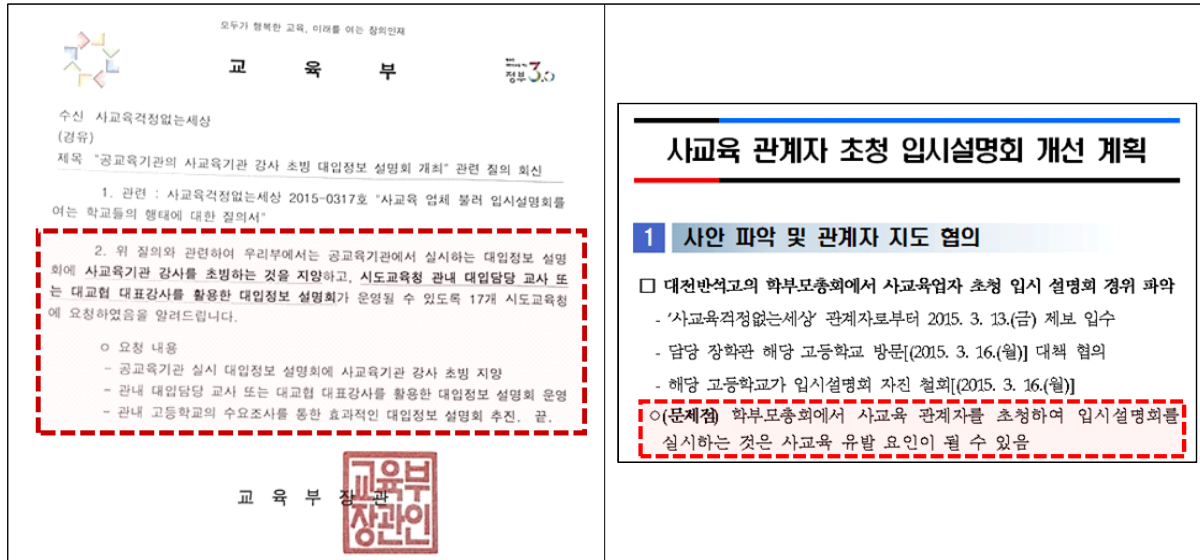 모두가 행복한 교육, 미래를 여는 창의인재
교 육 부
정부3.0
수신 사교육걱정없는세상
(경유)
제목 "공교육기관의 사교육기관 강사 초빙 대입정보 설명회 개최" 관련 질의 회신
1. 관련 : 사교육걱정없는세상 2015-0317호 "사교육 업체 불러 입시설명회를
여는 학교들의 행태에 대한 질의서"
2. 위 질의와 관련하여 우리부에서는 공교육기관에서 실시하는 대입정보 설명
회에 사교육기관 강사를 초빙하는 것을 지양하고, 시도교육청 관내 대입담당 교사 또
는 대교협 대표강사를 활용한 대입정보 설명회가 운영될 수 있도록 17개 시도교육청
에 요청하였음을 알려드립니다.
ㅇ 요청 내용
- 공교육기관 실시 대입정보 설명회에 사교육기관 강사 초빙 지양
- 관내 대입담당 교사 또는 대교협 대표강사를 활용한 대입정보 설명회 운영
- 관내 고등학교의 수요조사를 통한 효과적인 대입정보 설명회 추진. 끝.
교 육 부 장 관
교육부
장관인
사교육 관계자 초청 입시설명회 개선 계획
1 사안 파악 및 관계자 지도 협의
□ 대전반석고의 학부모총회에서 사교육업자 초청 입시 설명회 경위 파악
- '사교육걱정없는세상' 관계자로부터 2015. 3. 13.(금) 제보 입수
- 담당 장학관 해당 고등학교 방문[(2015. 3. 16.(월)] 대책 협의
- 해당 고등학교가 입시설명회 자진 철회[(2015. 3. 16.(월)]
ㅇ(문제점) 학부모총회에서 사교육 관계자를 초청하여 입시설명회를
실시하는 것은 사교육 유발 요인이 될 수 있음